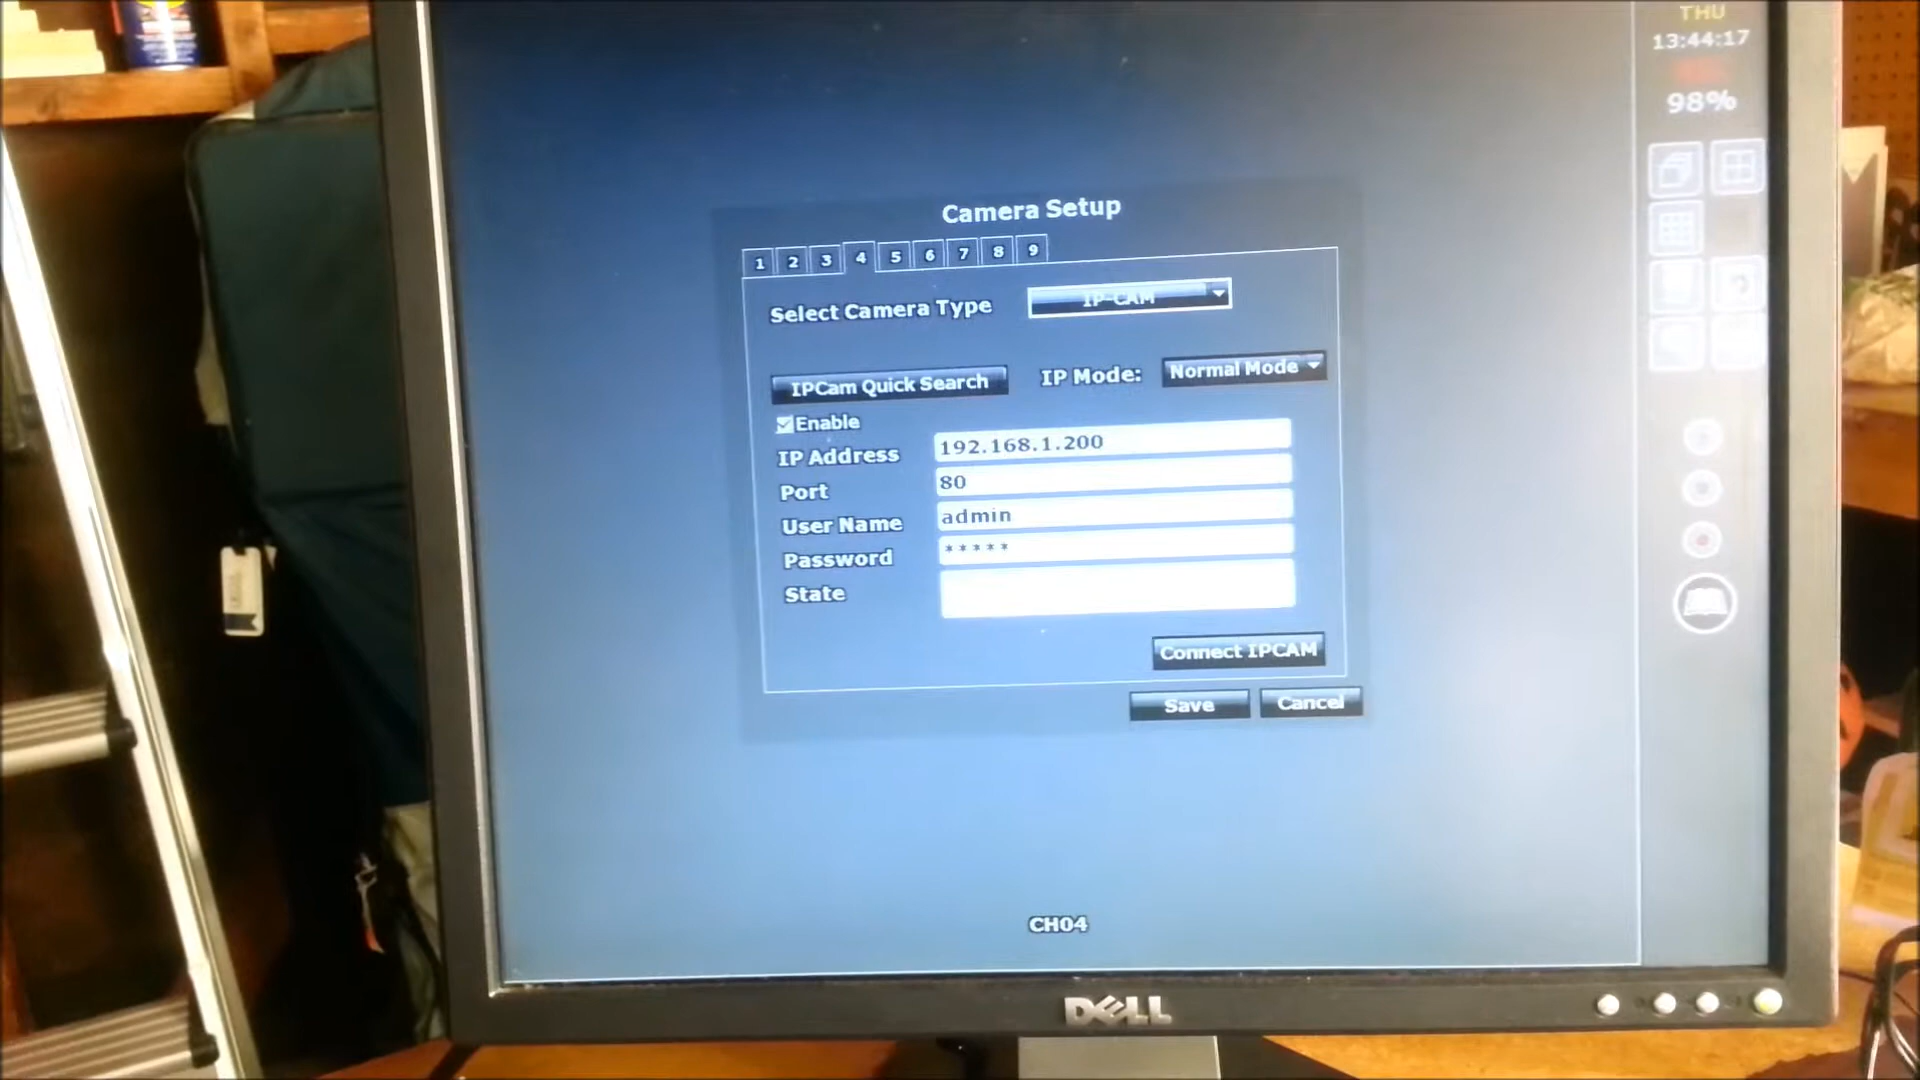 THU
13:44:17
98%
Camera Setup
1 2 3 4 5 6 7 8 9
Select Camera Type IP-CAM
IPCam Quick Search IP Mode: Normal Mode
Enable
IP Address 192.168.1.200
Port 80
User Name admin
Password *****
State
Connect IPCAM
Save Cancel
CH04
DELL